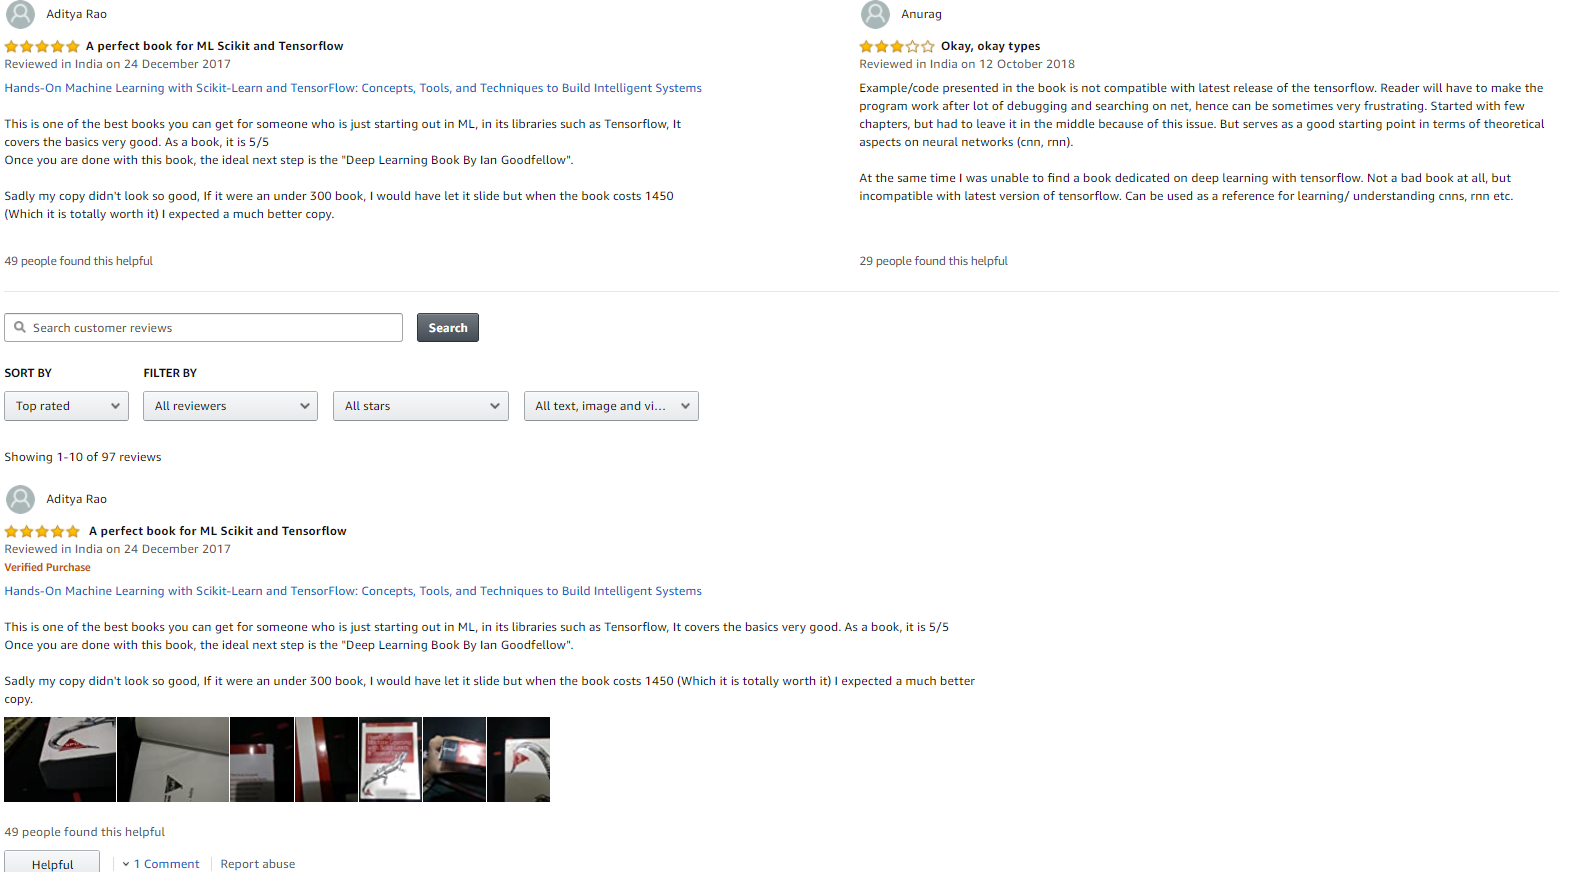 Aditya Rao
A perfect book for ML Scikit and Tensorflow
Reviewed in India on 24 December 2017
Hands-On Machine Learning with Scikit-Learn and TensorFlow: Concepts, Tools, and Techniques to Build Intelligent Systems
This is one of the best books you can get for someone who is just starting out in ML, in its libraries such as Tensorflow, It
covers the basics very good. As a book, it is 5/5
Once you are done with this book, the ideal next step is the "Deep Learning Book By Ian Goodfellow".
Sadly my copy didn't look so good, If it were an under 300 book, I would have let it slide but when the book costs 1450
(Which it is totally worth it) I expected a much better copy.
49 people found this helpful
Anurag
Okay, okay types
Reviewed in India on 12 October 2018
Example/code presented in the book is not compatible with latest release of the tensorflow. Reader will have to make the
program work after lot of debugging and searching on net, hence can be sometimes very frustrating. Started with few
chapters, but had to leave it in the middle because of this issue. But serves as a good starting point in terms of theoretical
aspects on neural networks (cnn, rnn).
At the same time I was unable to find a book dedicated on deep learning with tensorflow. Not a bad book at all, but
incompatible with latest version of tensorflow. Can be used as a reference for learning/ understanding cnns, rnn etc.
29 people found this helpful
Search customer reviews
Search
SORT BY
FILTER BY
Top rated
All reviewers
All stars
All text, image and vi...
Showing 1-10 of 97 reviews
Aditya Rao
A perfect book for ML Scikit and Tensorflow
Reviewed in India on 24 December 2017
Verified Purchase
Hands-On Machine Learning with Scikit-Learn and TensorFlow: Concepts, Tools, and Techniques to Build Intelligent Systems
This is one of the best books you can get for someone who is just starting out in ML, in its libraries such as Tensorflow, It covers the basics very good. As a book, it is 5/5
Once you are done with this book, the ideal next step is the "Deep Learning Book By Ian Goodfellow".
Sadly my copy didn't look so good, If it were an under 300 book, I would have let it slide but when the book costs 1450 (Which it is totally worth it) I expected a much better
copy.
Hands-On
Machine Learning
with Scikit-Learn
49 people found this helpful
Helpful
1 Comment
Report abuse